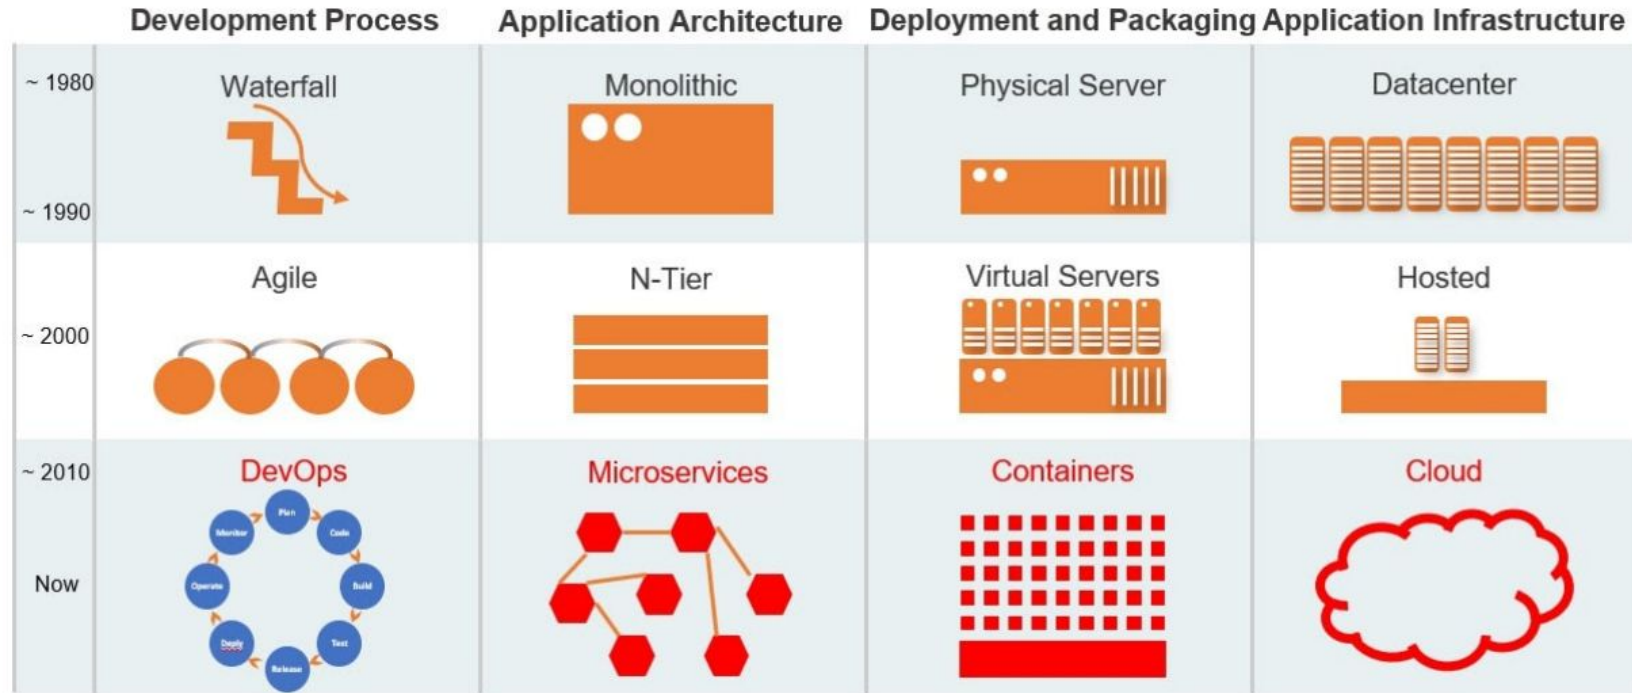 Development Process
Application Architecture
Deployment and Packaging
Application Infrastructure
~ 1980
Waterfall
Monolithic
Physical Server
Datacenter
~ 1990
Agile
N-Tier
Virtual Servers
Hosted
~ 2000
~ 2010
DevOps
Microservices
Containers
Cloud
Plan
Monitor
Code
Now
Operate
Build
Deply
Test
Release